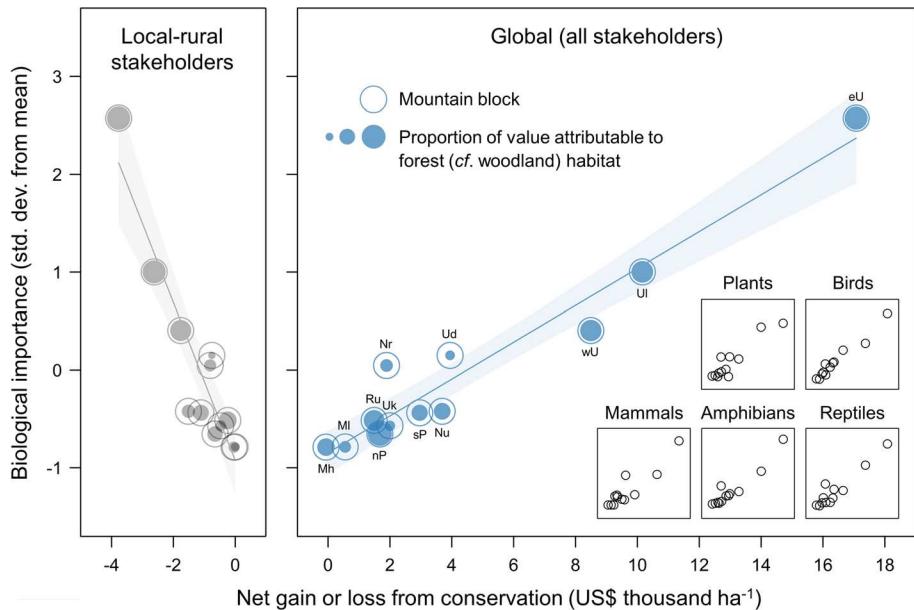 Local-rural
stakeholders
Global (all stakeholders)
Mountain block
Proportion of value attributable to
forest (cf. woodland) habitat
Biological importance (std. dev. from mean)
3
2
1
0
-1
eU
Ul
wU
Ud
Nr
Ru
Uk
sP
Nu
Ml
nP
Mh
Plants
Birds
Mammals
Amphibians
Reptiles
-4
-2
0
0
2
4
6
8
10
12
14
16
18
Net gain or loss from conservation (US$ thousand ha⁻¹)